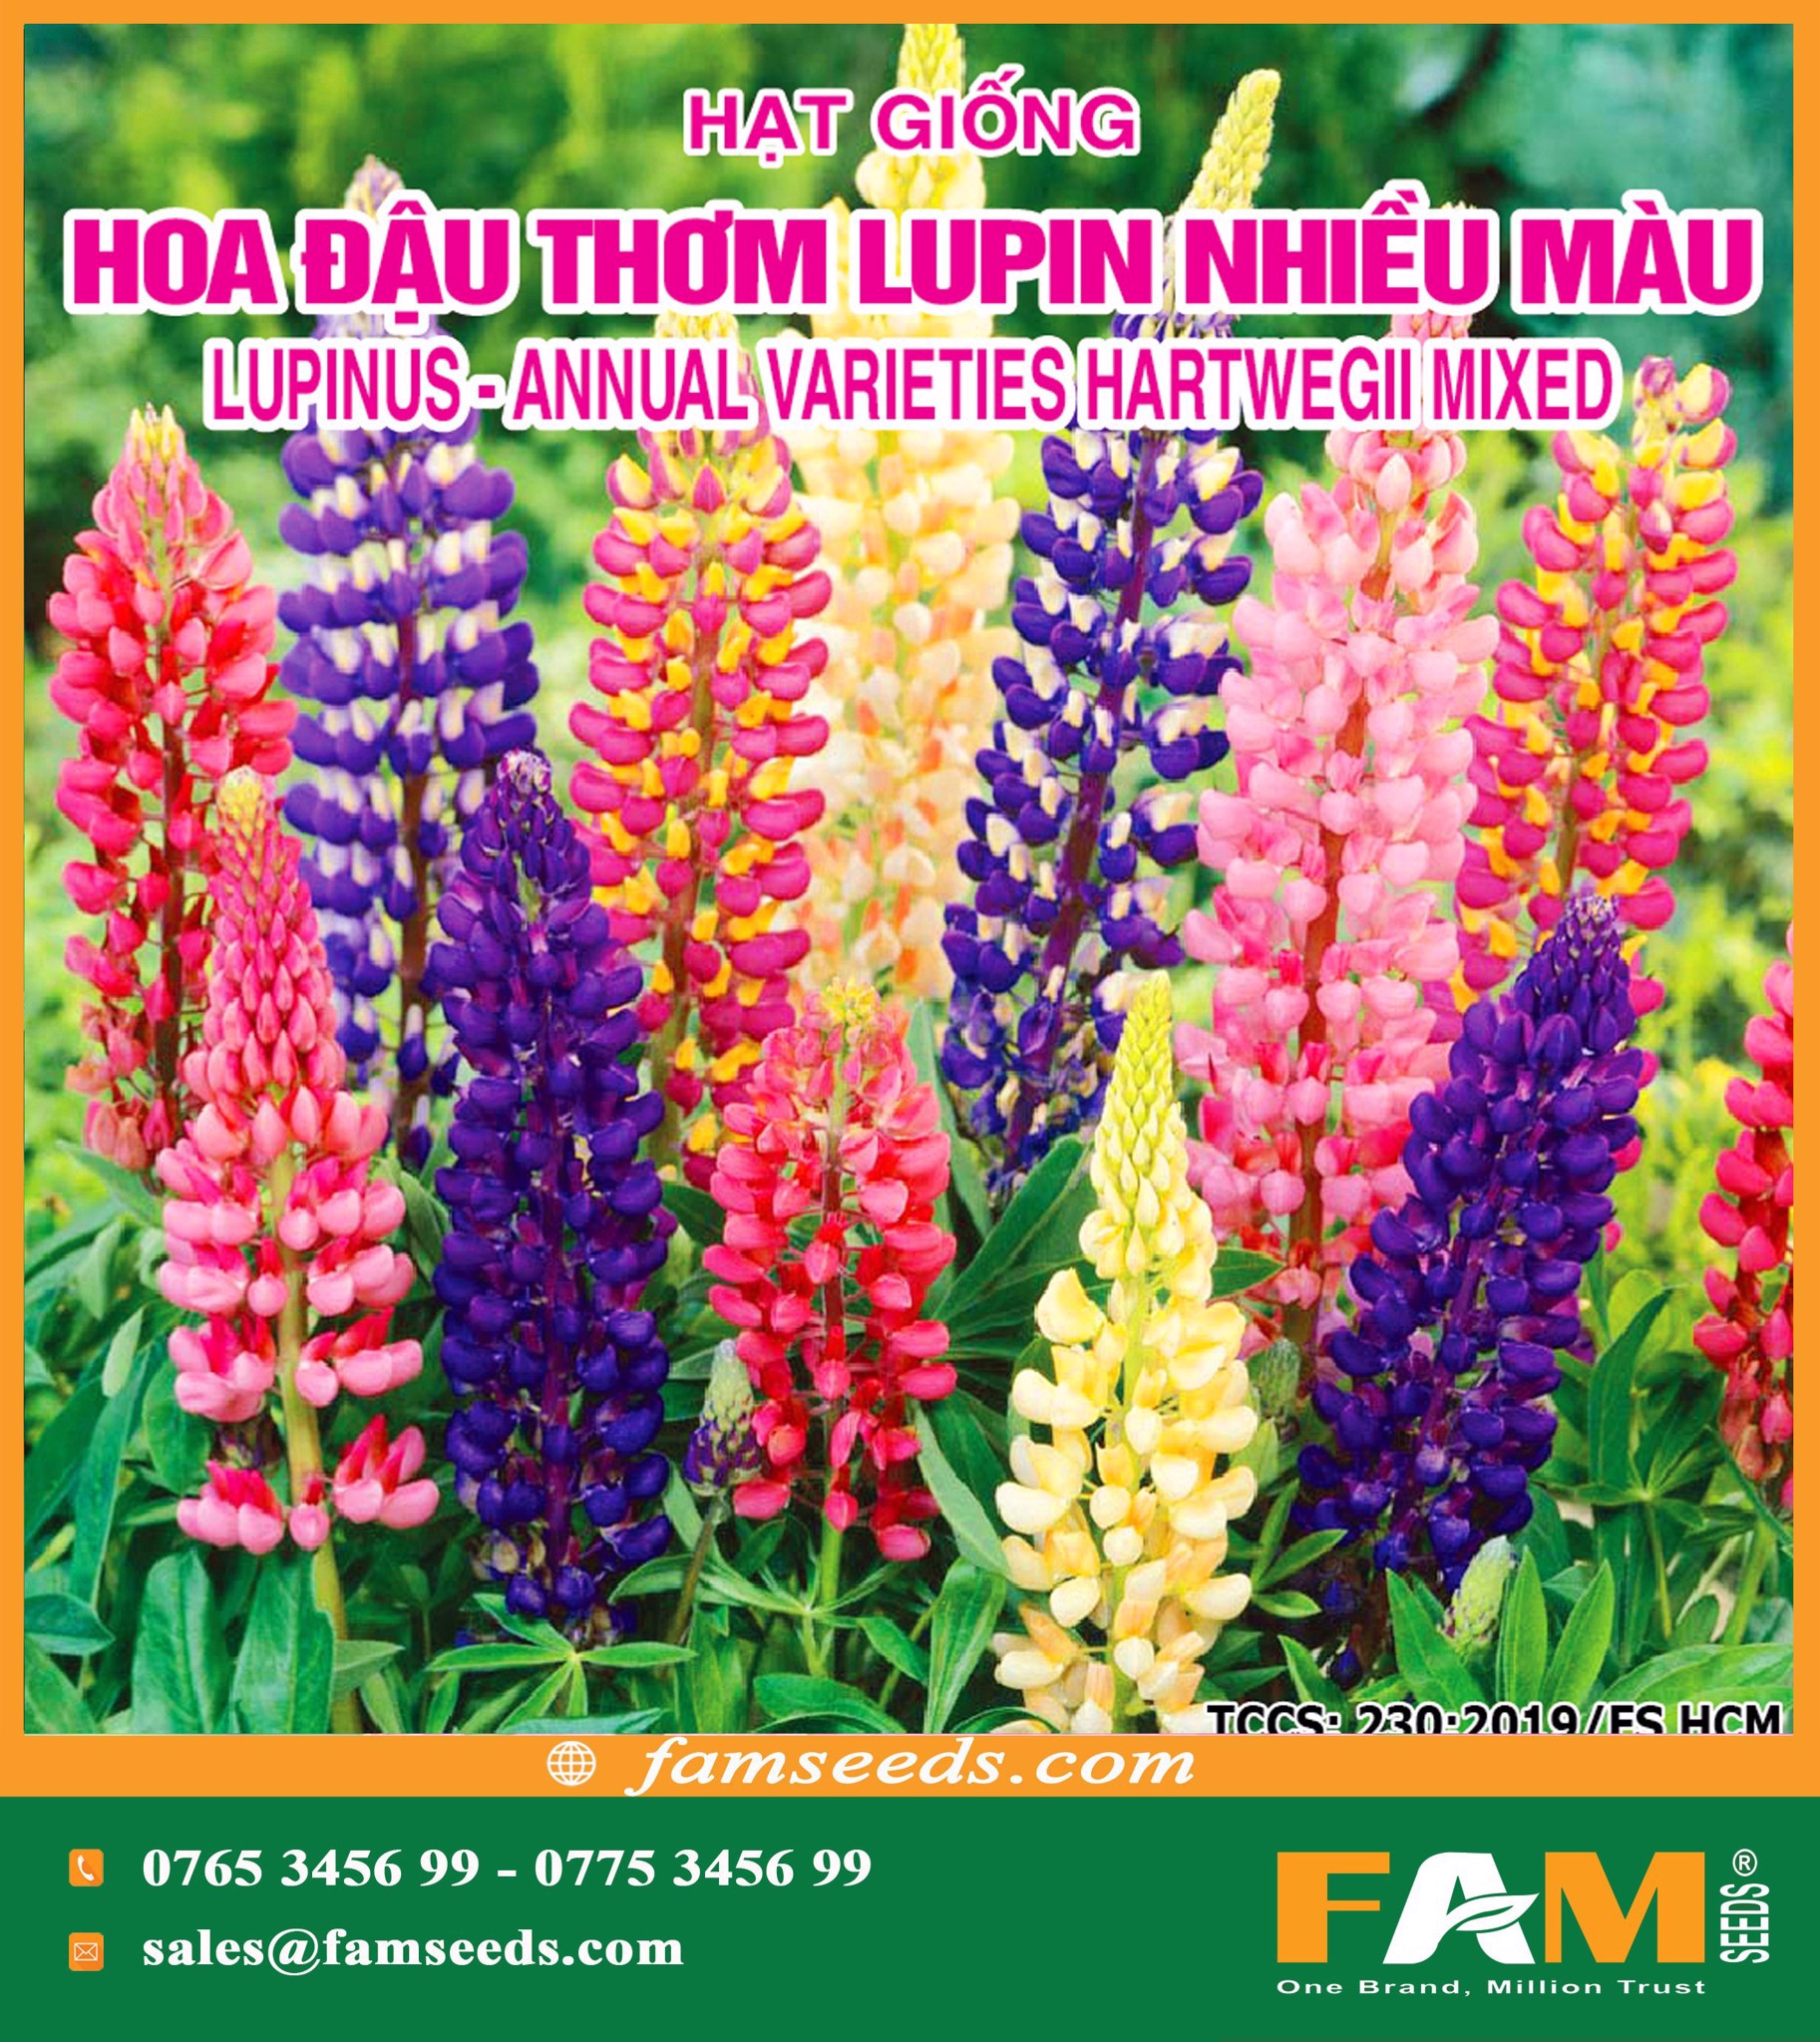 HẠT GIỐNG
HOA ĐẬU THƠM LUPIN NHIỀU MÀU
LUPINUS - ANNUAL VARIETIES HARTWEGII MIXED
TCCS: 230:2019/FS HCM
famseeds.com
0765 3456 99 - 0775 3456 99
sales@famseeds.com
FAM
SEEDS®
One Brand, Million Trust